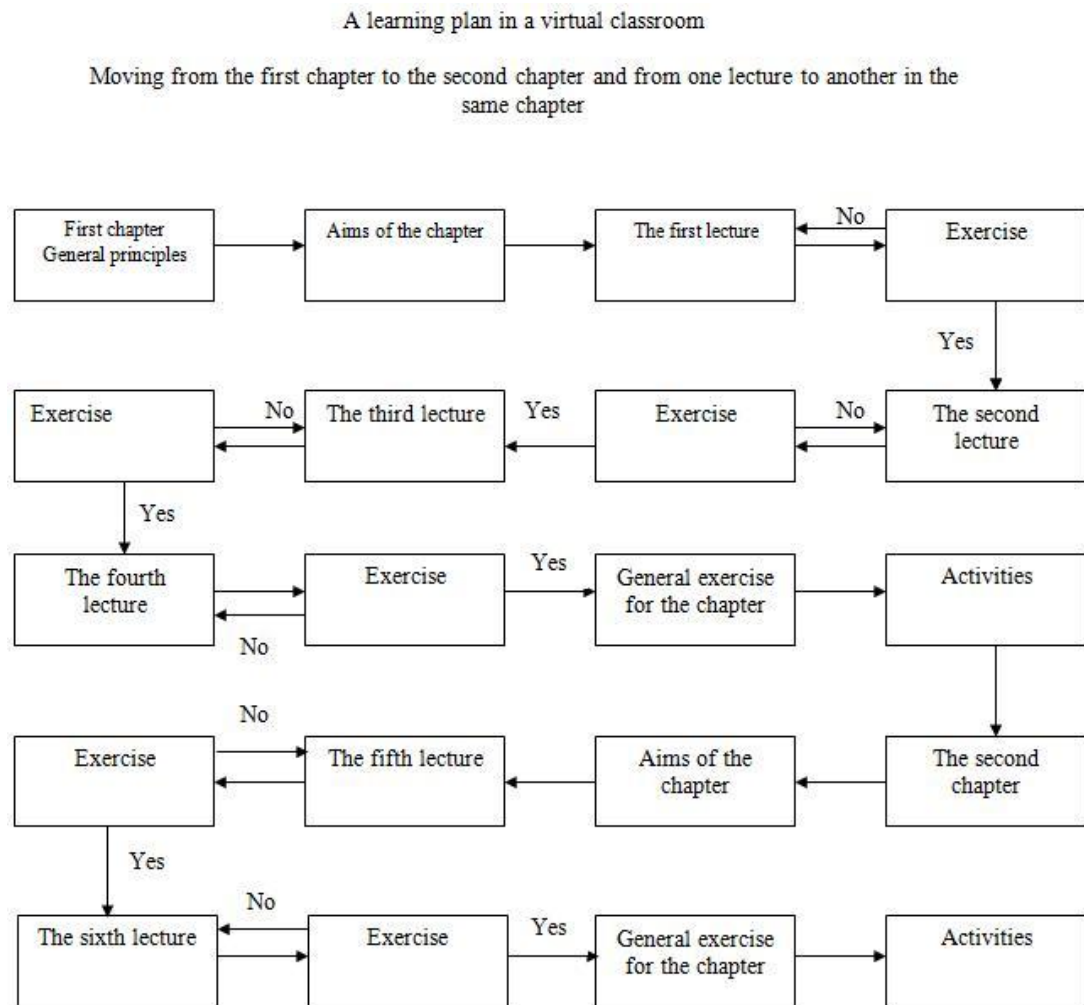 A learning plan in a virtual classroom
Moving from the first chapter to the second chapter and from one lecture to another in the
same chapter
First chapter
General principles
Aims of the chapter
The first lecture
No
Exercise
Yes
Exercise
No
The third lecture
Yes
Exercise
No
The second
lecture
Yes
The fourth
lecture
No
Exercise
Yes
General exercise
for the chapter
Activities
No
Exercise
The fifth lecture
Aims of the
chapter
The second
chapter
Yes
The sixth lecture
No
Exercise
Yes
General exercise
for the chapter
Activities